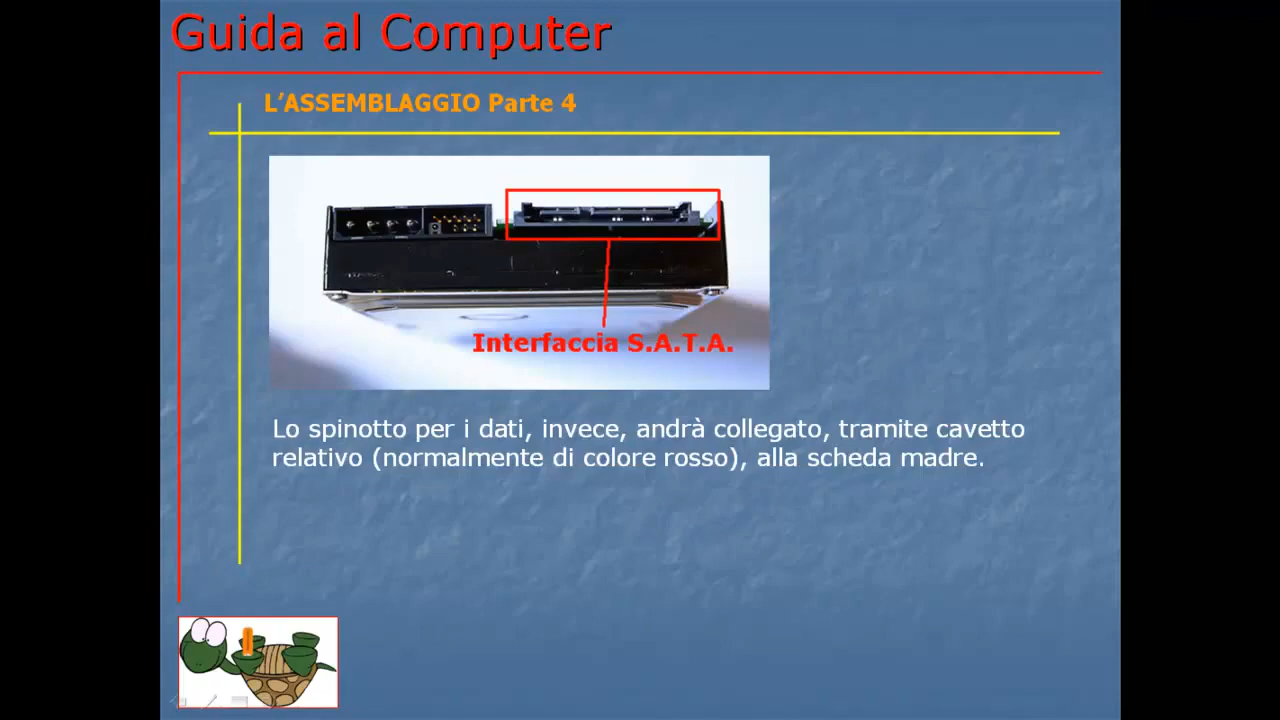 Guida al Computer
L'ASSEMBLAGGIO Parte 4
Interfaccia S.A.T.A.
Lo spinotto per i dati, invece, andrà collegato, tramite cavetto
relativo (normalmente di colore rosso), alla scheda madre.